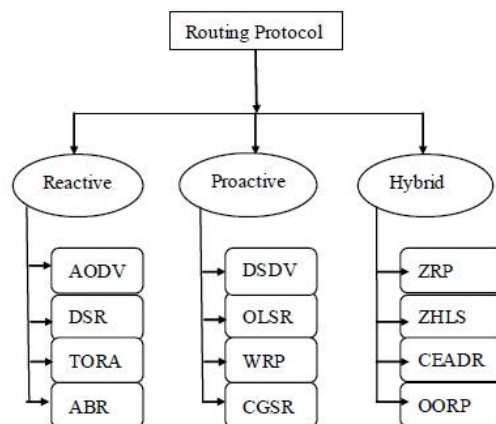 Routing Protocol
Reactive
Proactive
Hybrid
AODV
DSDV
ZRP
DSR
OLSR
ZHLS
TORA
WRP
CEADR
ABR
CGSR
OORP